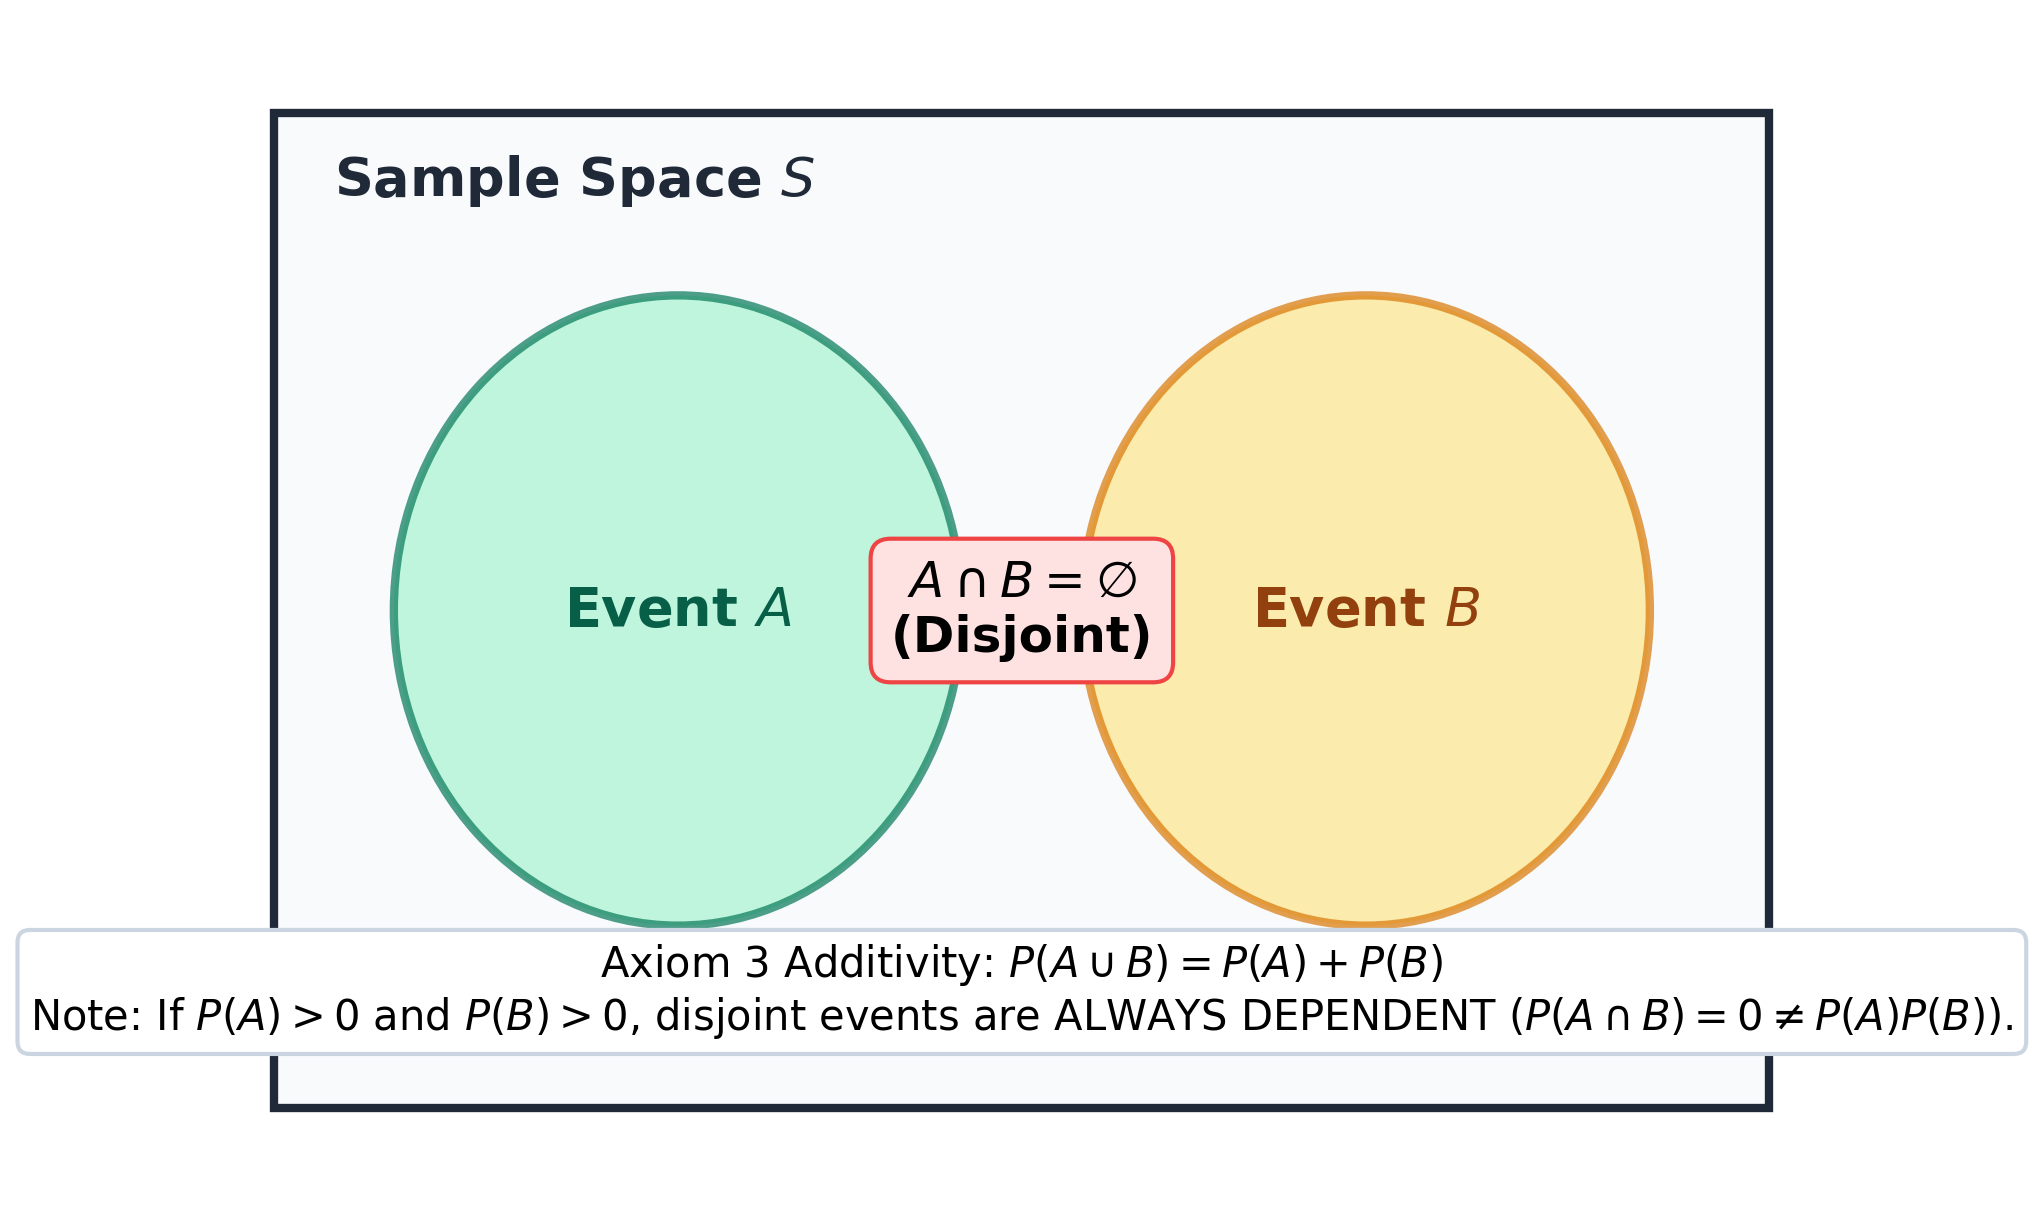 Sample Space S
Event A
A ∩ B = ∅
(Disjoint)
Event B
Axiom 3 Additivity: P(A ∪ B) = P(A) + P(B)
Note: If P(A) > 0 and P(B) > 0, disjoint events are ALWAYS DEPENDENT (P(A ∩ B) = 0 ≠ P(A)P(B)).